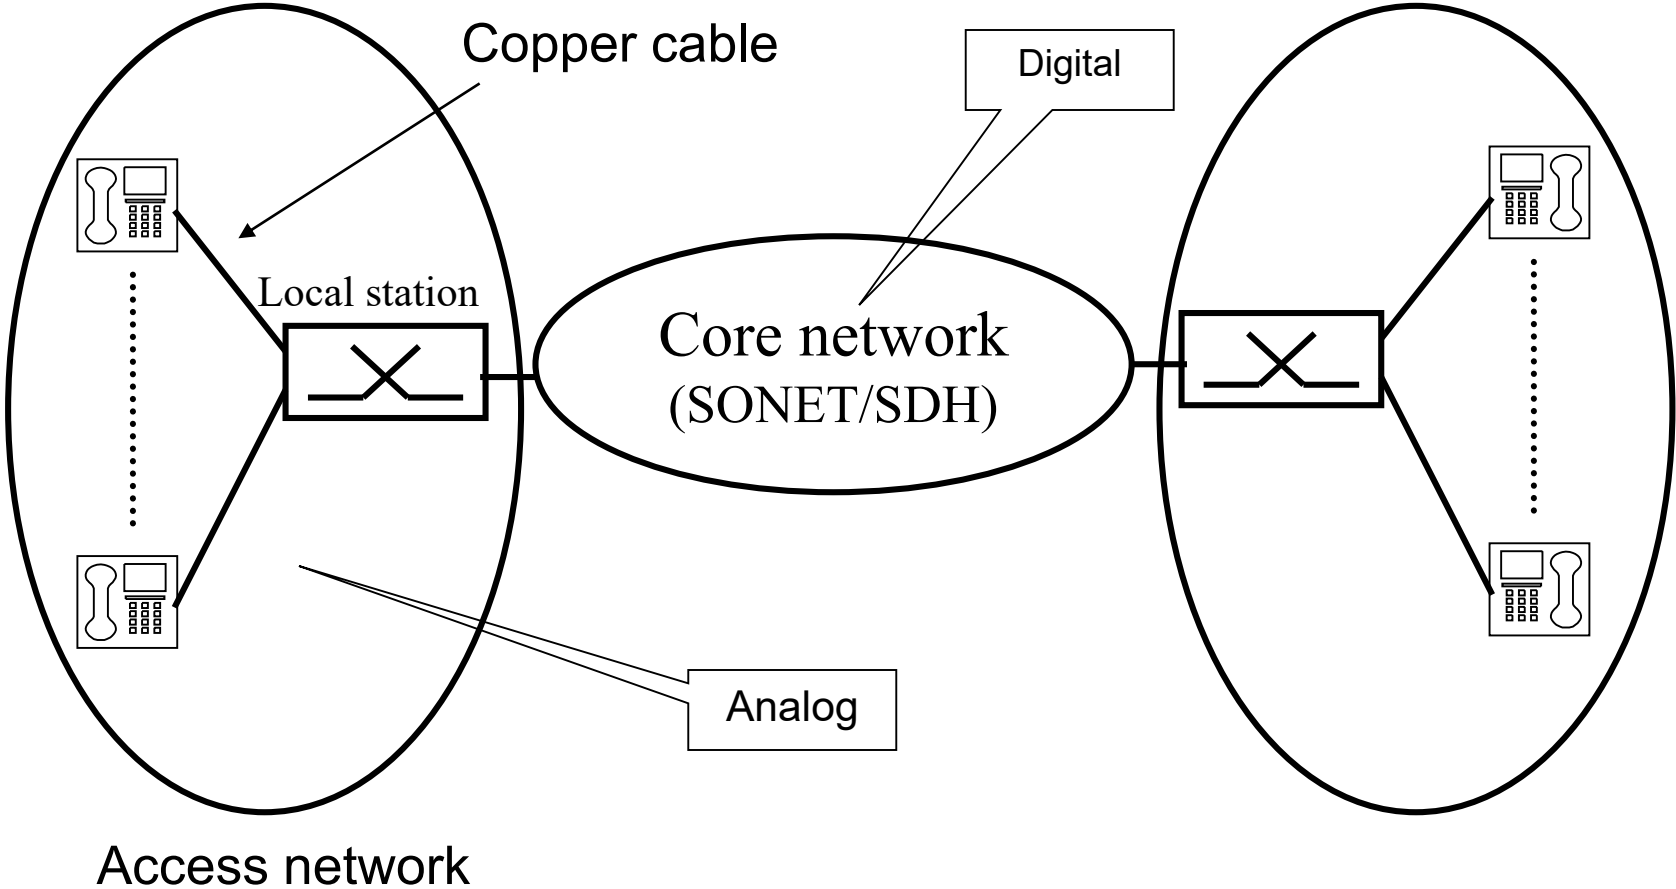 Copper cable
Digital
Local station
Core network
(SONET/SDH)
Analog
Access network